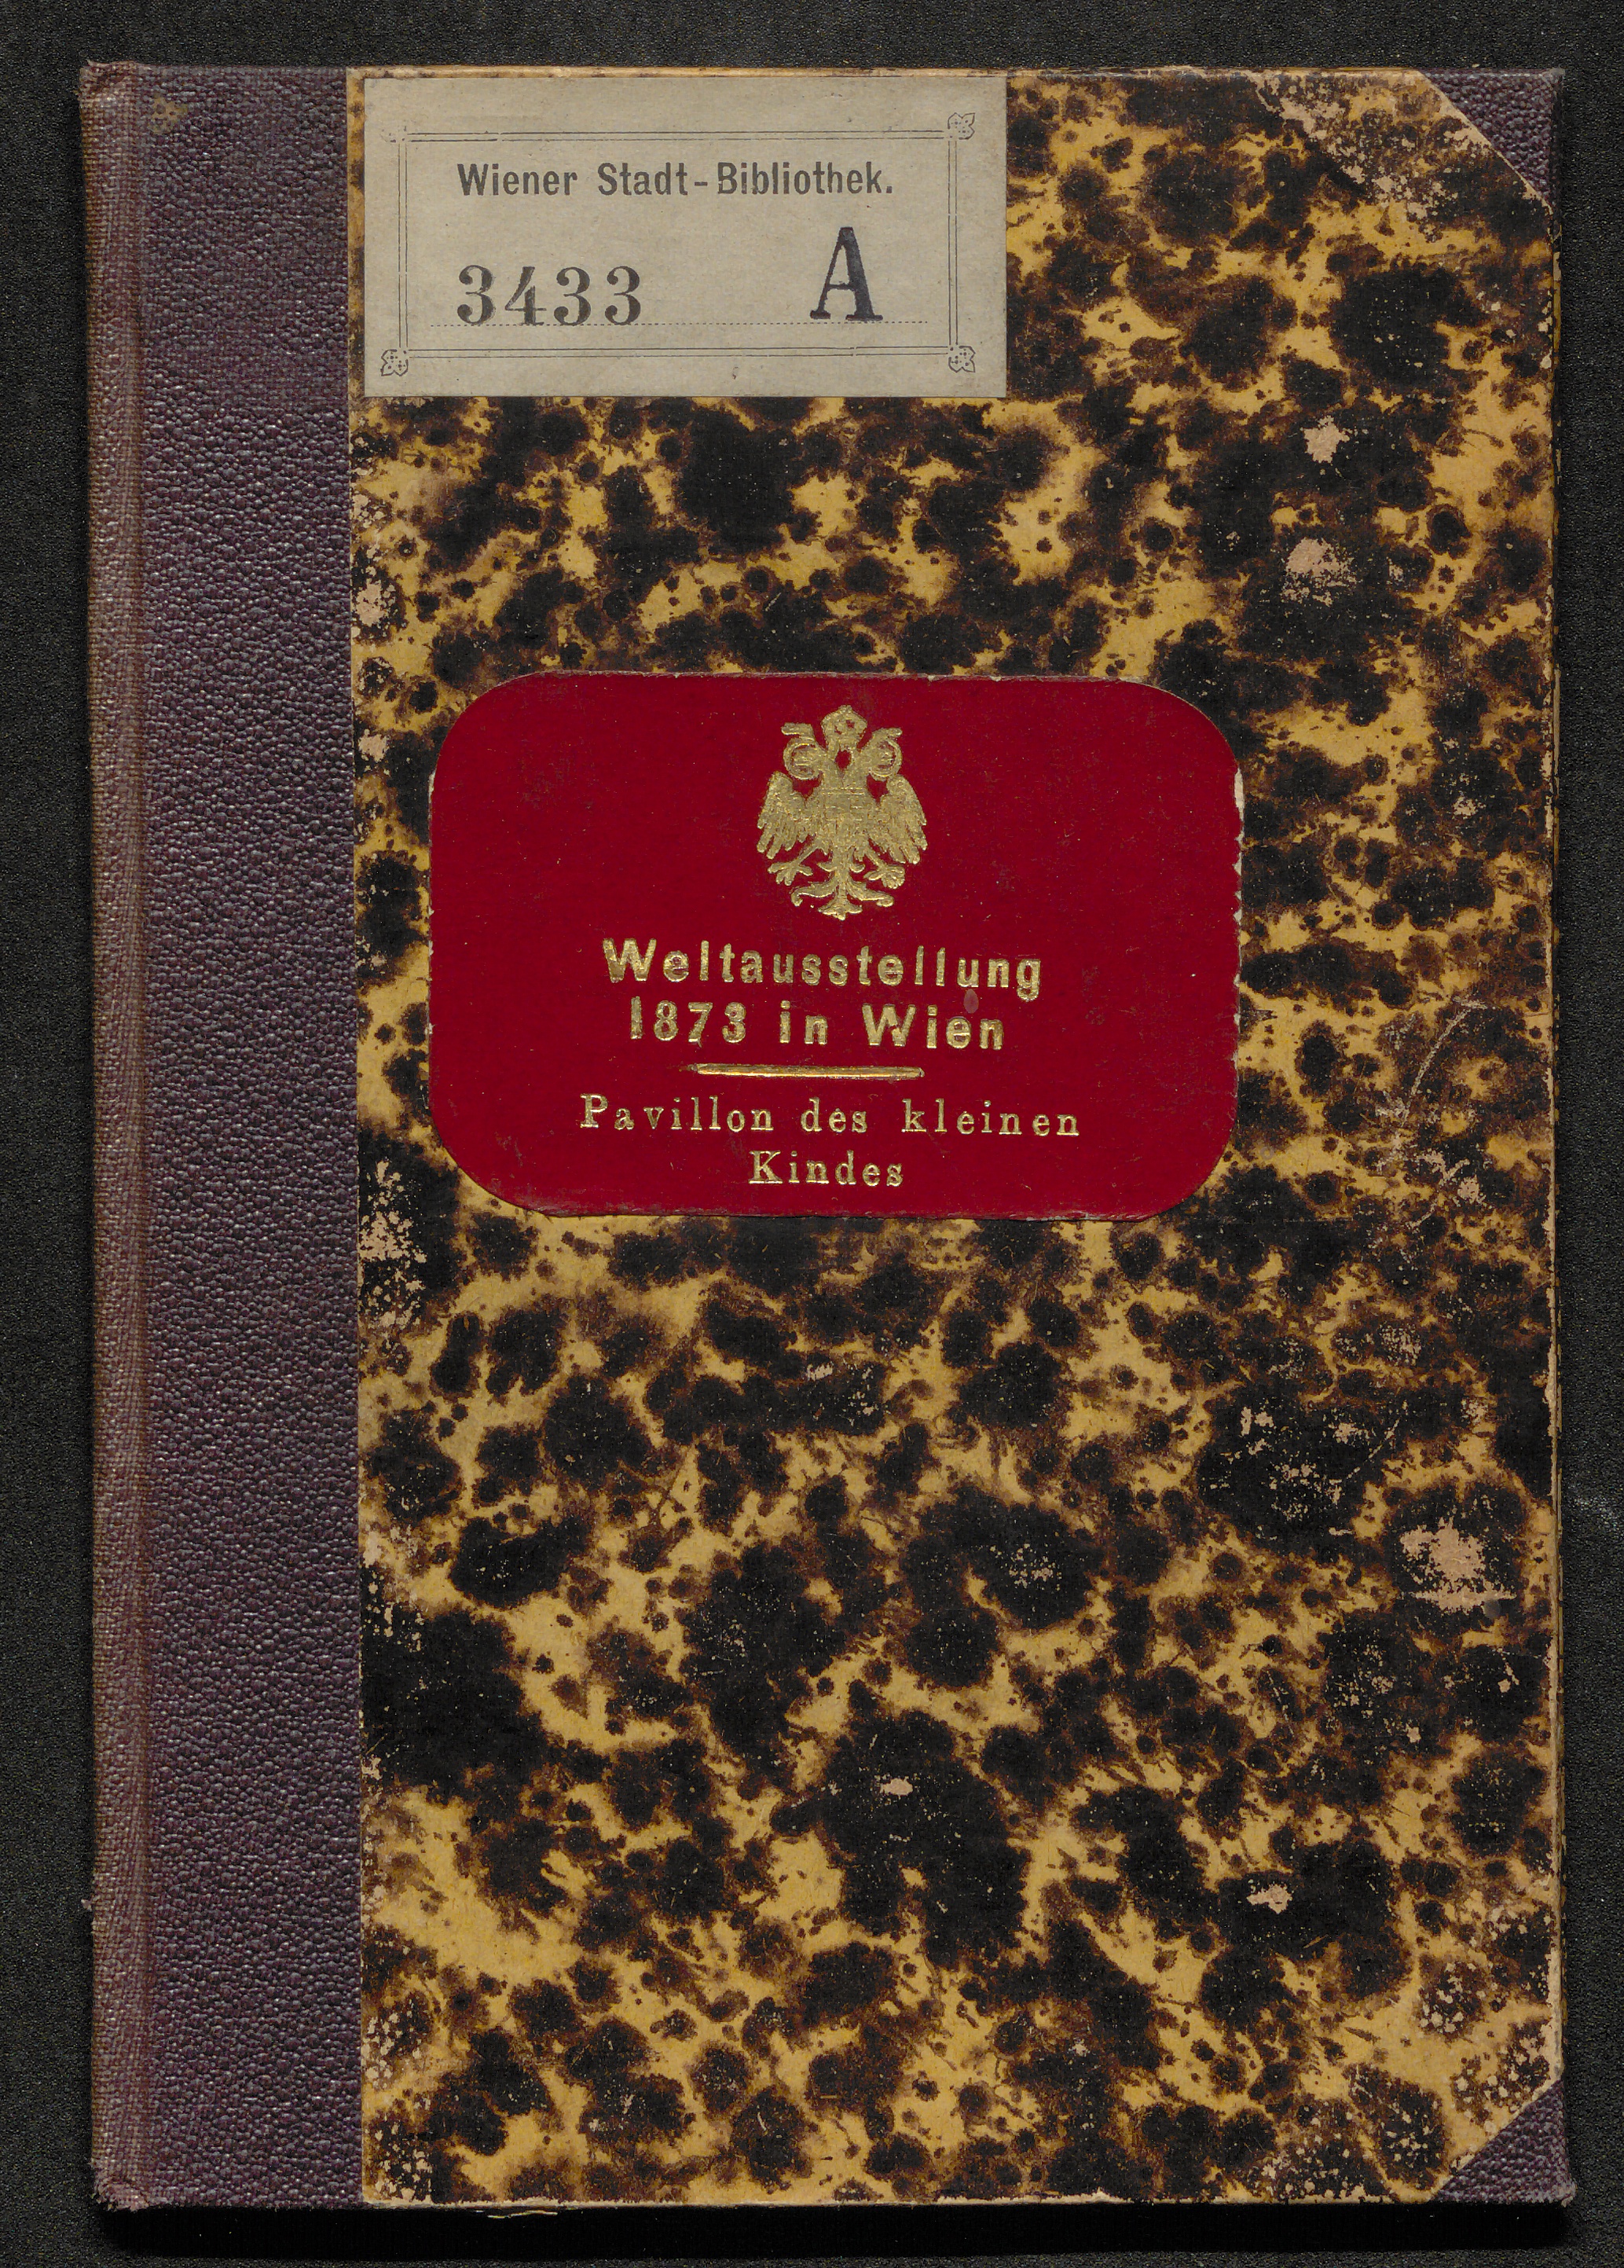 Wiener Stadt-Bibliothek.
3433 A
Weltausstellung
1873 in Wien
Pavillon des kleinen
Kindes